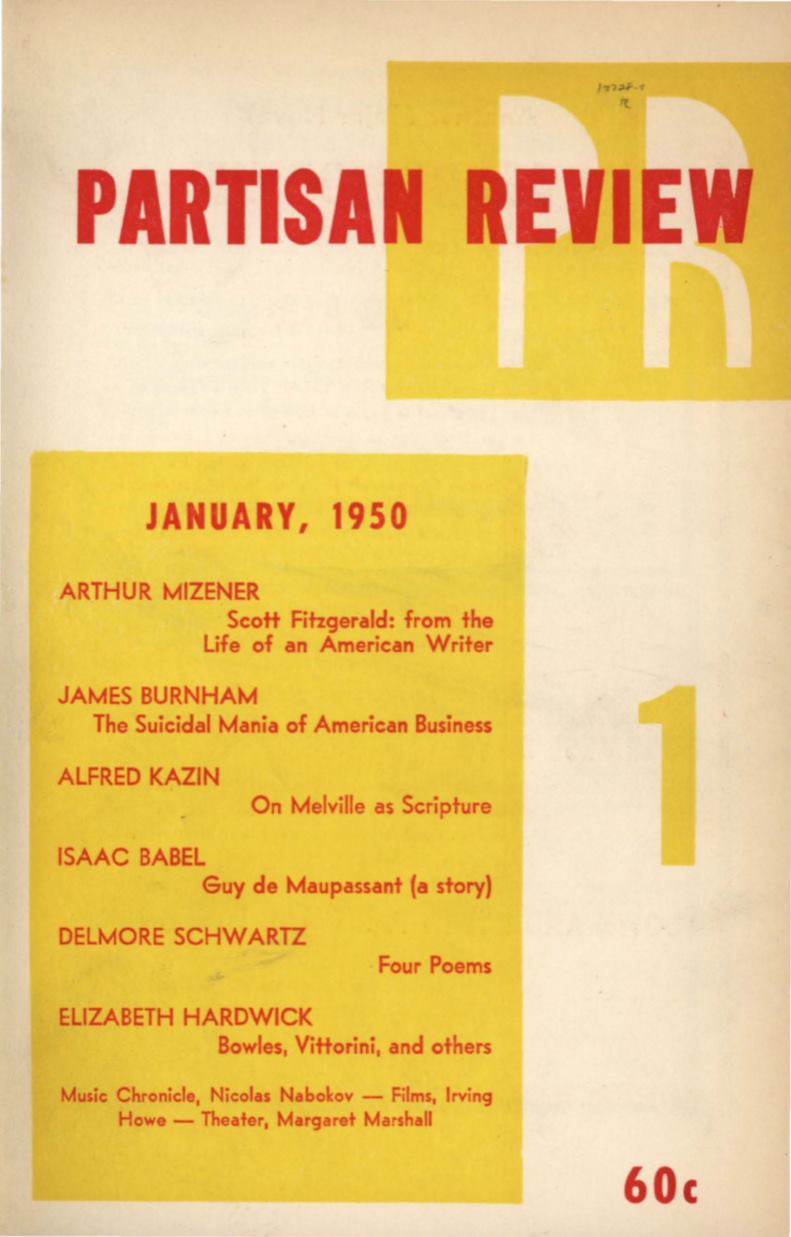 PR
PARTISAN REVIEW
JANUARY, 1950
ARTHUR MIZENER
Scott Fitzgerald: from the
Life of an American Writer
JAMES BURNHAM
The Suicidal Mania of American Business
ALFRED KAZIN
On Melville as Scripture
ISAAC BABEL
Guy de Maupassant (a story)
DELMORE SCHWARTZ
Four Poems
ELIZABETH HARDWICK
Bowles, Vittorini, and others
Music Chronicle, Nicolas Nabokov — Films, Irving
Howe — Theater, Margaret Marshall
1
60c